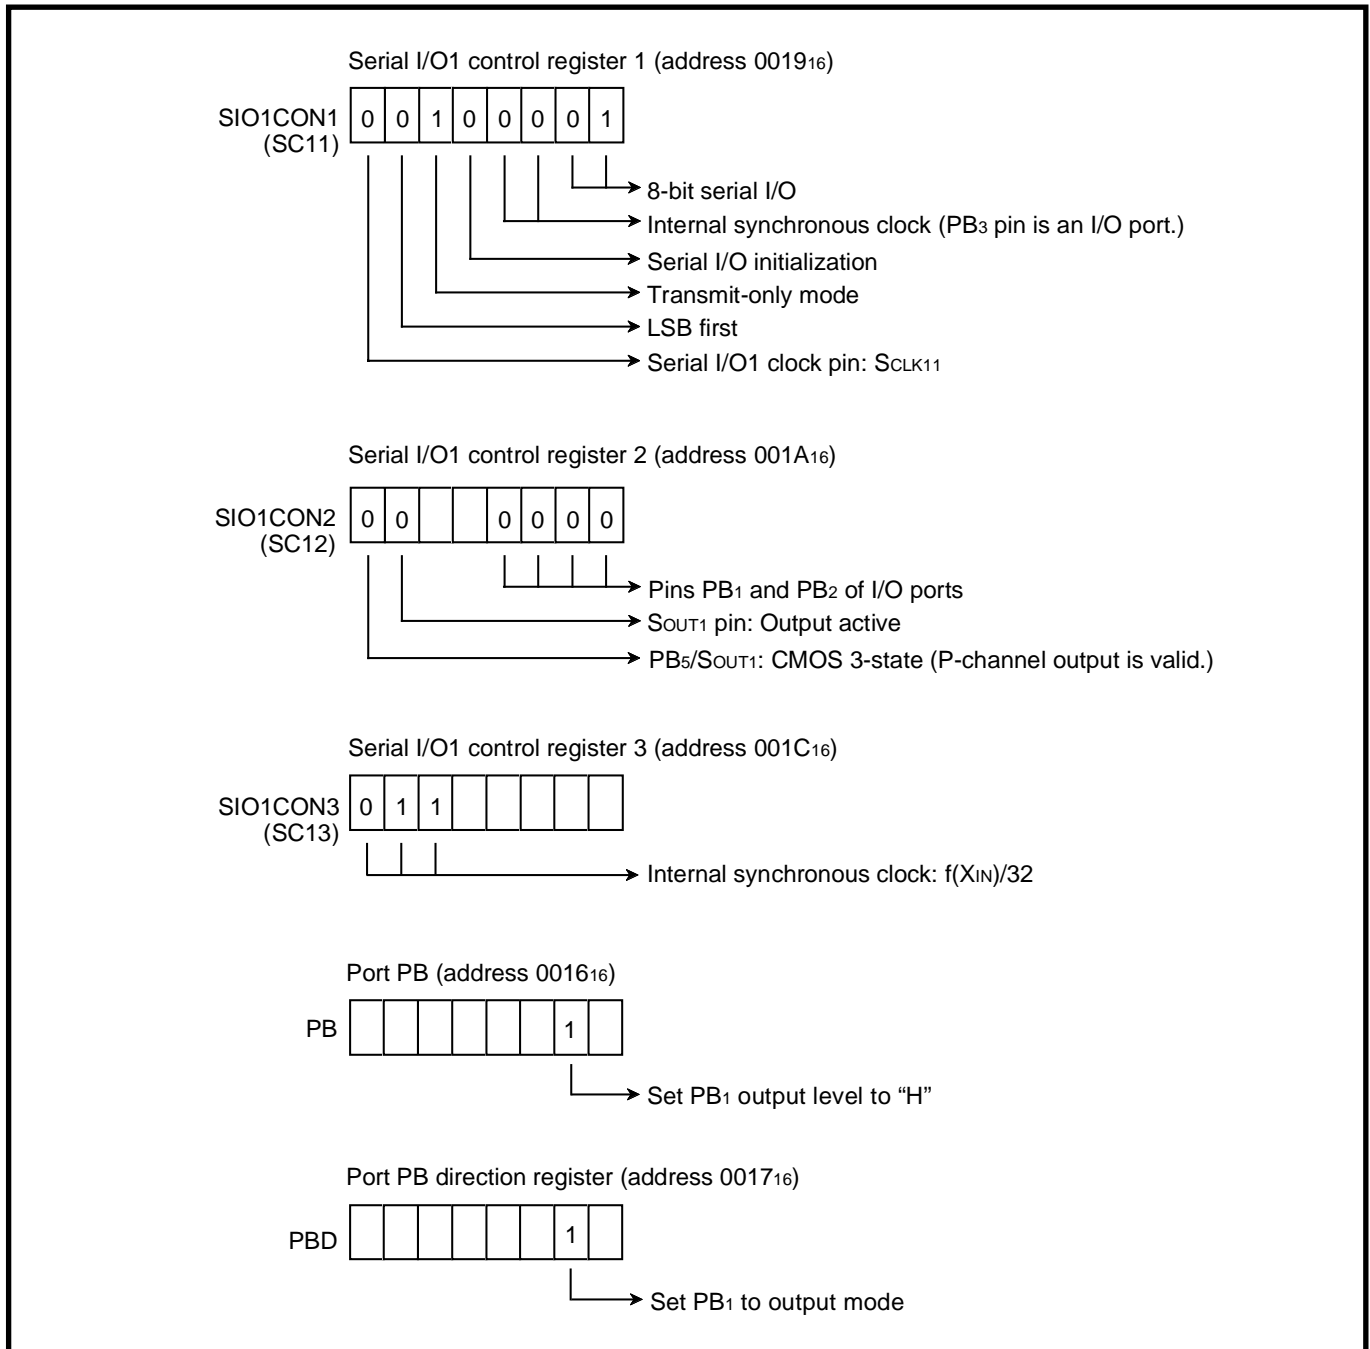 Serial I/O1 control register 1 (address 0019₁₆)
SIO1CON1 0 0 1 0 0 0 0 1
(SC11)
8-bit serial I/O
Internal synchronous clock (PB₃ pin is an I/O port.)
Serial I/O initialization
Transmit-only mode
LSB first
Serial I/O1 clock pin: SCLK11
Serial I/O1 control register 2 (address 001A₁₆)
SIO1CON2 0 0 0 0 0 0
(SC12)
Pins PB₁ and PB₂ of I/O ports
SOUT1 pin: Output active
PB₅/SOUT1: CMOS 3-state (P-channel output is valid.)
Serial I/O1 control register 3 (address 001C₁₆)
SIO1CON3 0 1 1
(SC13)
Internal synchronous clock: f(XIN)/32
Port PB (address 0016₁₆)
PB 1
Set PB₁ output level to “H”
Port PB direction register (address 0017₁₆)
PBD 1
Set PB₁ to output mode